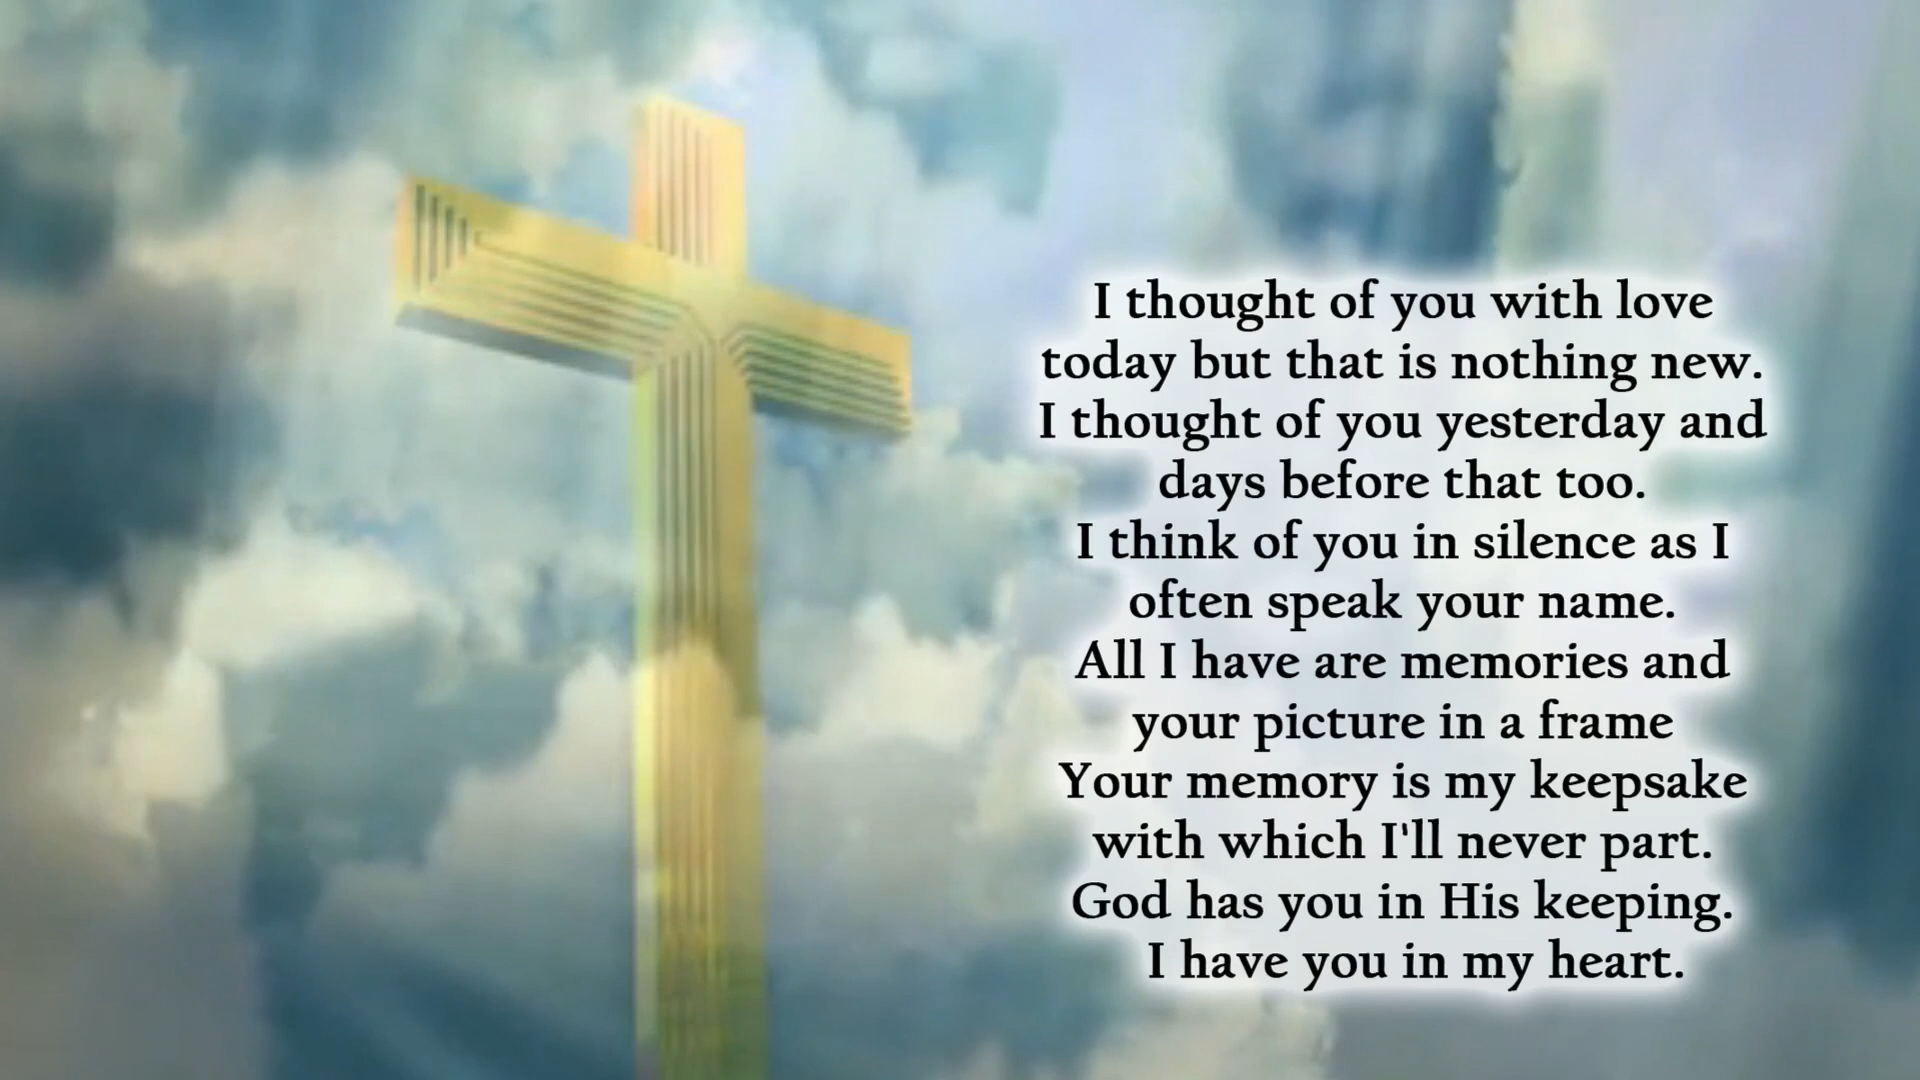 I thought of you with love
today but that is nothing new.
I thought of you yesterday and
days before that too.
I think of you in silence as I
often speak your name.
All I have are memories and
your picture in a frame
Your memory is my keepsake
with which I'll never part.
God has you in His keeping.
I have you in my heart.